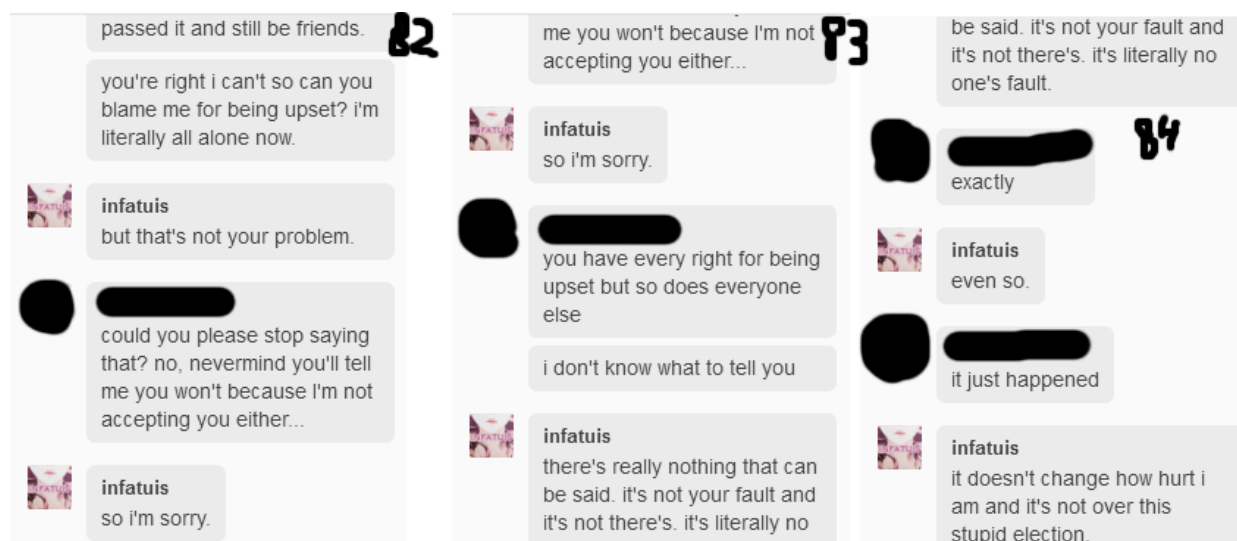 passed it and still be friends.
82
you're right i can't so can you
blame me for being upset? i'm
literally all alone now.
infatuis
but that's not your problem.
could you please stop saying
that? no, nevermind you'll tell
me you won't because I'm not
accepting you either...
infatuis
so i'm sorry.
me you won't because I'm not
83
accepting you either...
infatuis
so i'm sorry.
you have every right for being
upset but so does everyone
else
i don't know what to tell you
infatuis
there's really nothing that can
be said. it's not your fault and
it's not there's. it's literally no
be said. it's not your fault and
it's not there's. it's literally no
one's fault.
84
exactly
infatuis
even so.
it just happened
infatuis
it doesn't change how hurt i
am and it's not over this
stupid election.